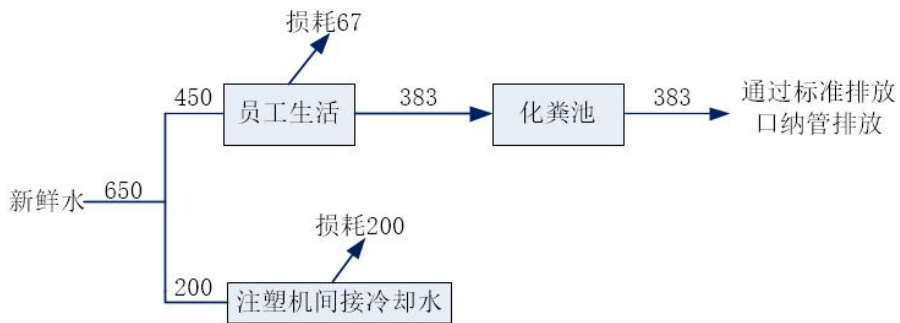 损耗67
450
员工生活
383
化粪池
383
通过标准排放
口纳管排放
新鲜水
650
损耗200
200
注塑机间接冷却水